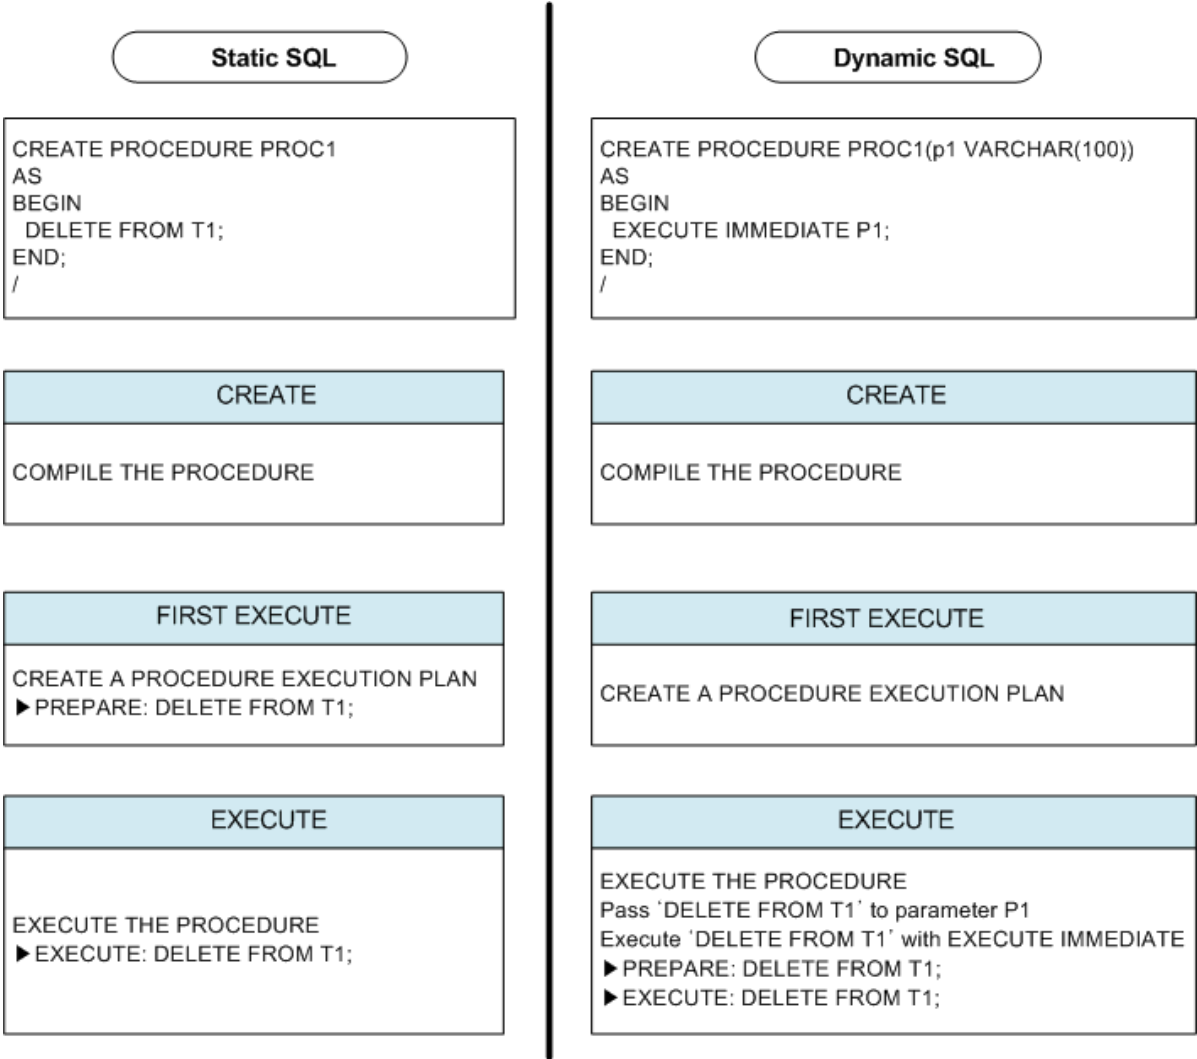 Static SQL
CREATE PROCEDURE PROC1
AS
BEGIN
DELETE FROM T1;
END;
/
CREATE
COMPILE THE PROCEDURE
FIRST EXECUTE
CREATE A PROCEDURE EXECUTION PLAN
▶PREPARE: DELETE FROM T1;
EXECUTE
EXECUTE THE PROCEDURE
▶EXECUTE: DELETE FROM T1;
Dynamic SQL
CREATE PROCEDURE PROC1(p1 VARCHAR(100))
AS
BEGIN
EXECUTE IMMEDIATE P1;
END;
/
CREATE
COMPILE THE PROCEDURE
FIRST EXECUTE
CREATE A PROCEDURE EXECUTION PLAN
EXECUTE
EXECUTE THE PROCEDURE
Pass ‘DELETE FROM T1’ to parameter P1
Execute ‘DELETE FROM T1’ with EXECUTE IMMEDIATE
▶PREPARE: DELETE FROM T1;
▶EXECUTE: DELETE FROM T1;